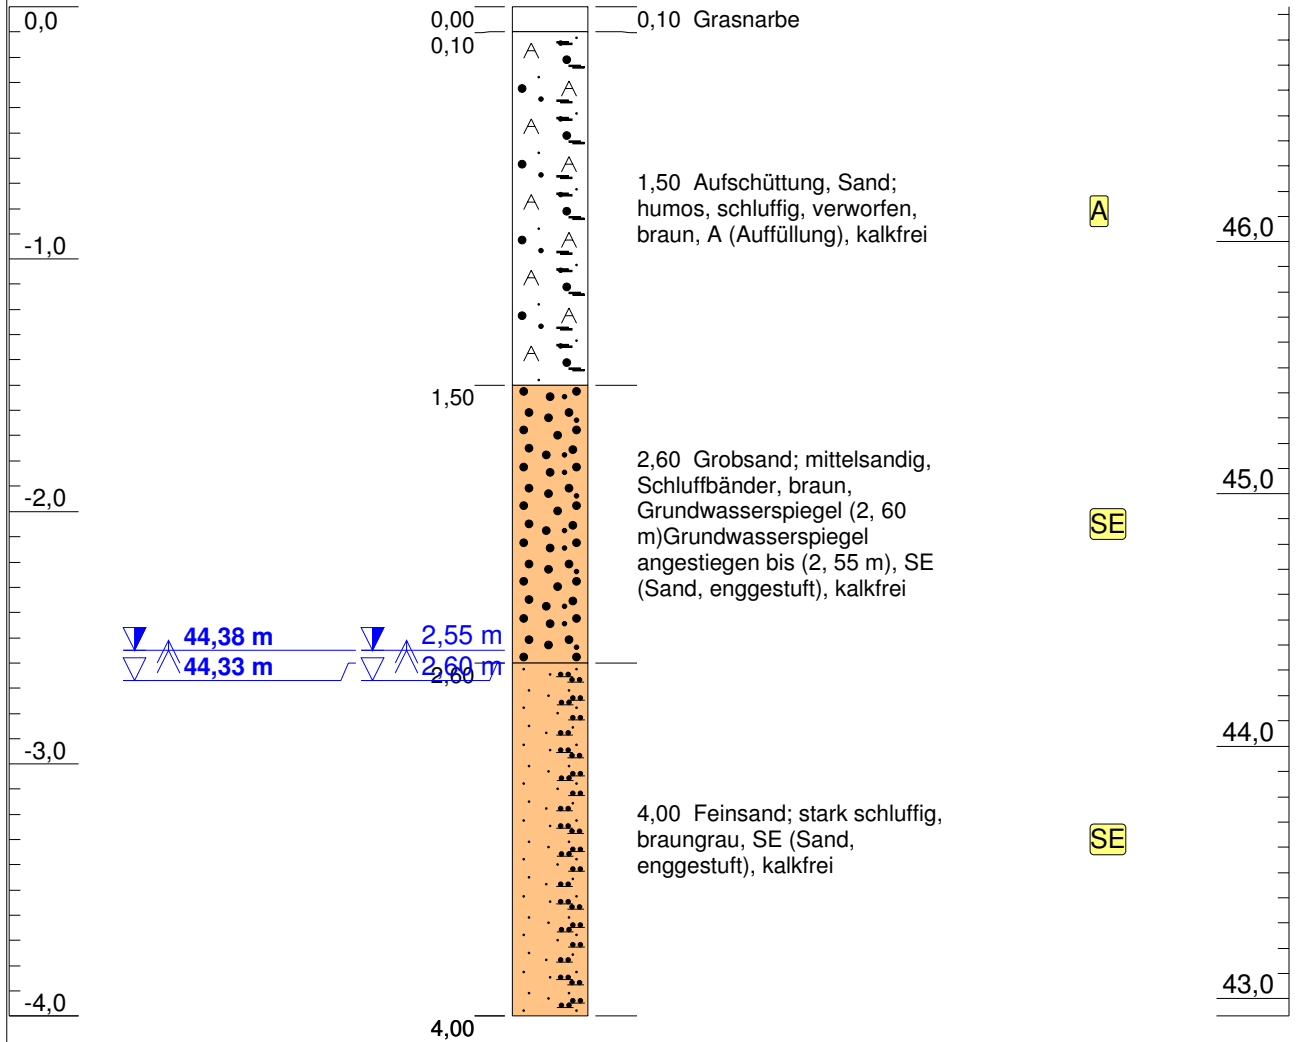 0,0
0,00
0,10 Grasnarbe
0,10
1,50 Aufschüttung, Sand;
humos, schluffig, verworfen,
braun, A (Auffüllung), kalkfrei
A
46,0
-1,0
1,50
2,60 Grobsand; mittelsandig,
Schluffbänder, braun,
Grundwasserspiegel (2, 60
m)Grundwasserspiegel
angestiegen bis (2, 55 m), SE
(Sand, enggestuft), kalkfrei
SE
45,0
-2,0
44,38 m
2,55 m
44,33 m
2,60 m
2,60
44,0
-3,0
4,00 Feinsand; stark schluffig,
braungrau, SE (Sand,
enggestuft), kalkfrei
SE
43,0
-4,0
4,00